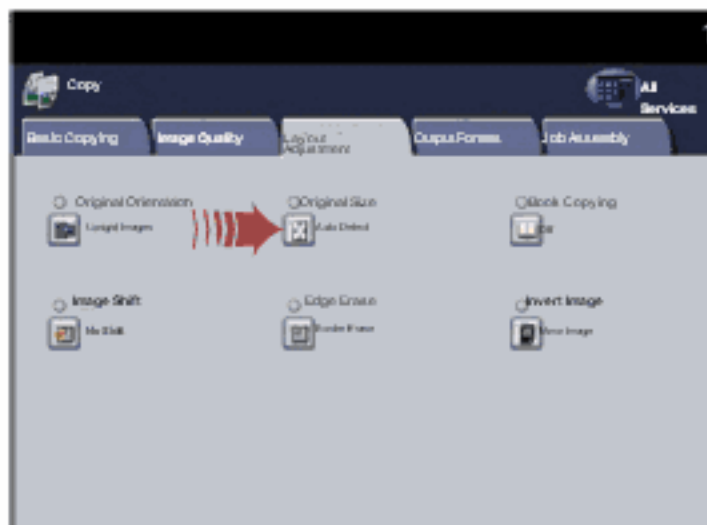 Copy
All
Services
Basic Copying
Image Quality
Layout
Adjustment
Output Format
Job Assembly
Original Orientation
Upright Images
Original Size
Auto Detect
Book Copying
Off
Image Shift
No Shift
Edge Erase
Border Erase
Invert Image
Image